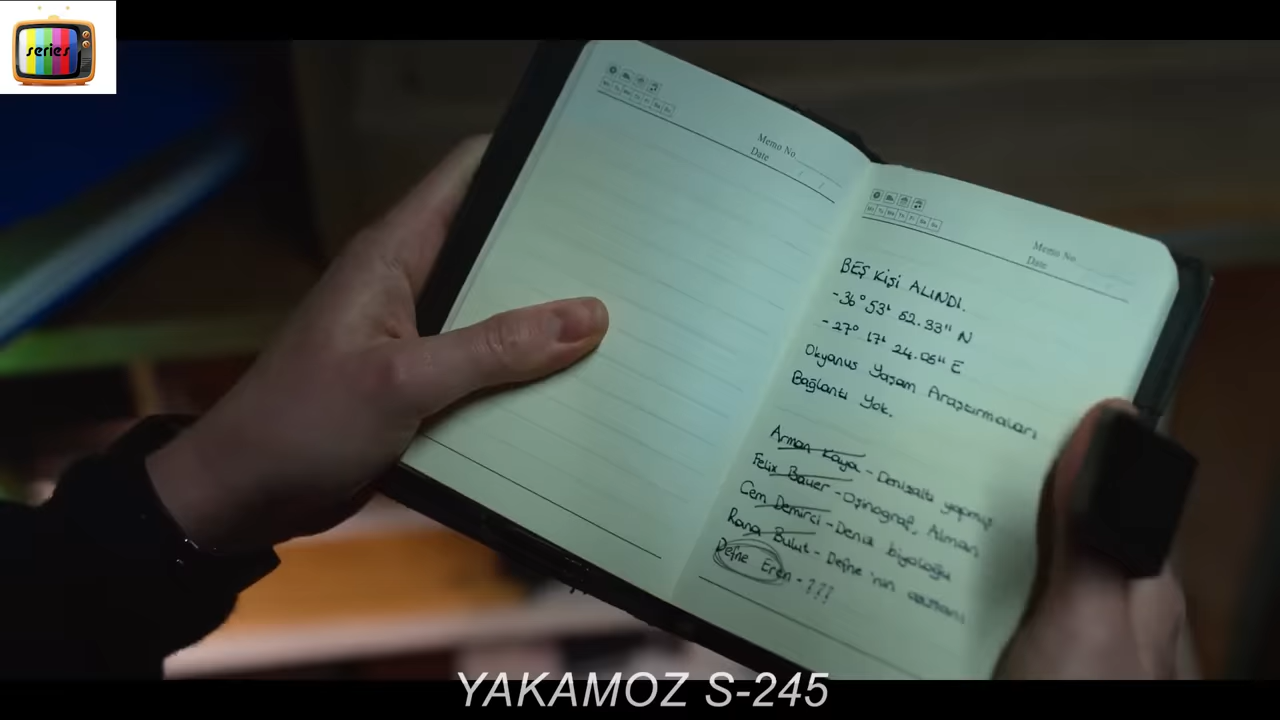 series
Memo No.
Date / /
Memo No.
Date
BEŞ KİŞİ ALINDI.
-36° 53' 52.33" N
-27° 17' 24.06" E
Okyanus Yaşam Araştırmaları
Bağlantı Yok.
Arman Kaya - Denizaltı yapmış
Felix Bauer - Oşinograf, Alman
Cem Demirci - Deniz biyoloğu
Rana Bulut - Defne'nin asistanı
Defne Eren - ???
YAKAMOZ S-245